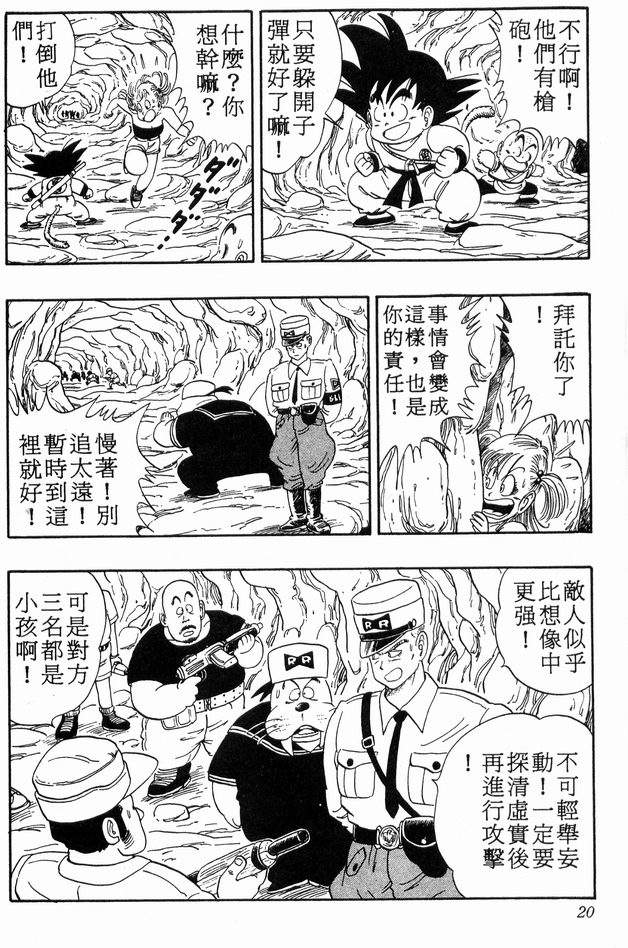 不行啊！
他們有槍
砲！
只要躲開子
彈就好了嘛！
什麼？你
想幹嘛？
打倒他
們！
ダダダ…
拜託你了
！
事情會變成
這樣，也是
你的責任！
慢著！別
追太遠！
暫時到這
裡就好！
敵人似乎
比想像中
更强！
不可輕舉妄
動！一定要
探清虛實後
再進行攻擊
！
可是對方
三名都是
小孩啊！
RR
RR
20